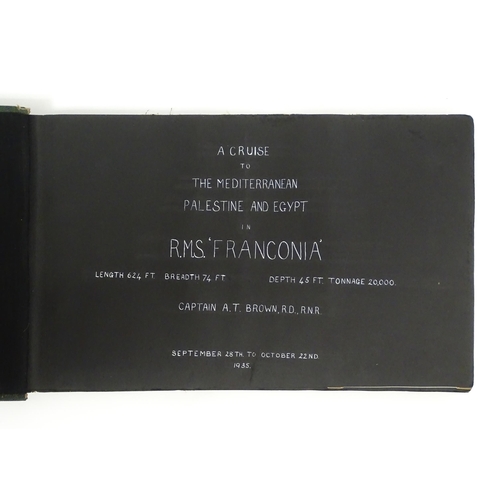 A CRUISE
TO
THE MEDITERRANEAN
PALESTINE AND EGYPT
IN
R.M.S. "FRANCONIA"
LENGTH 624 FT. BREADTH 74 FT. DEPTH 45 FT. TONNAGE 20,000.
CAPTAIN A.T. BROWN, R.D., R.N.R.
SEPTEMBER 28TH. TO OCTOBER 22ND
1935.